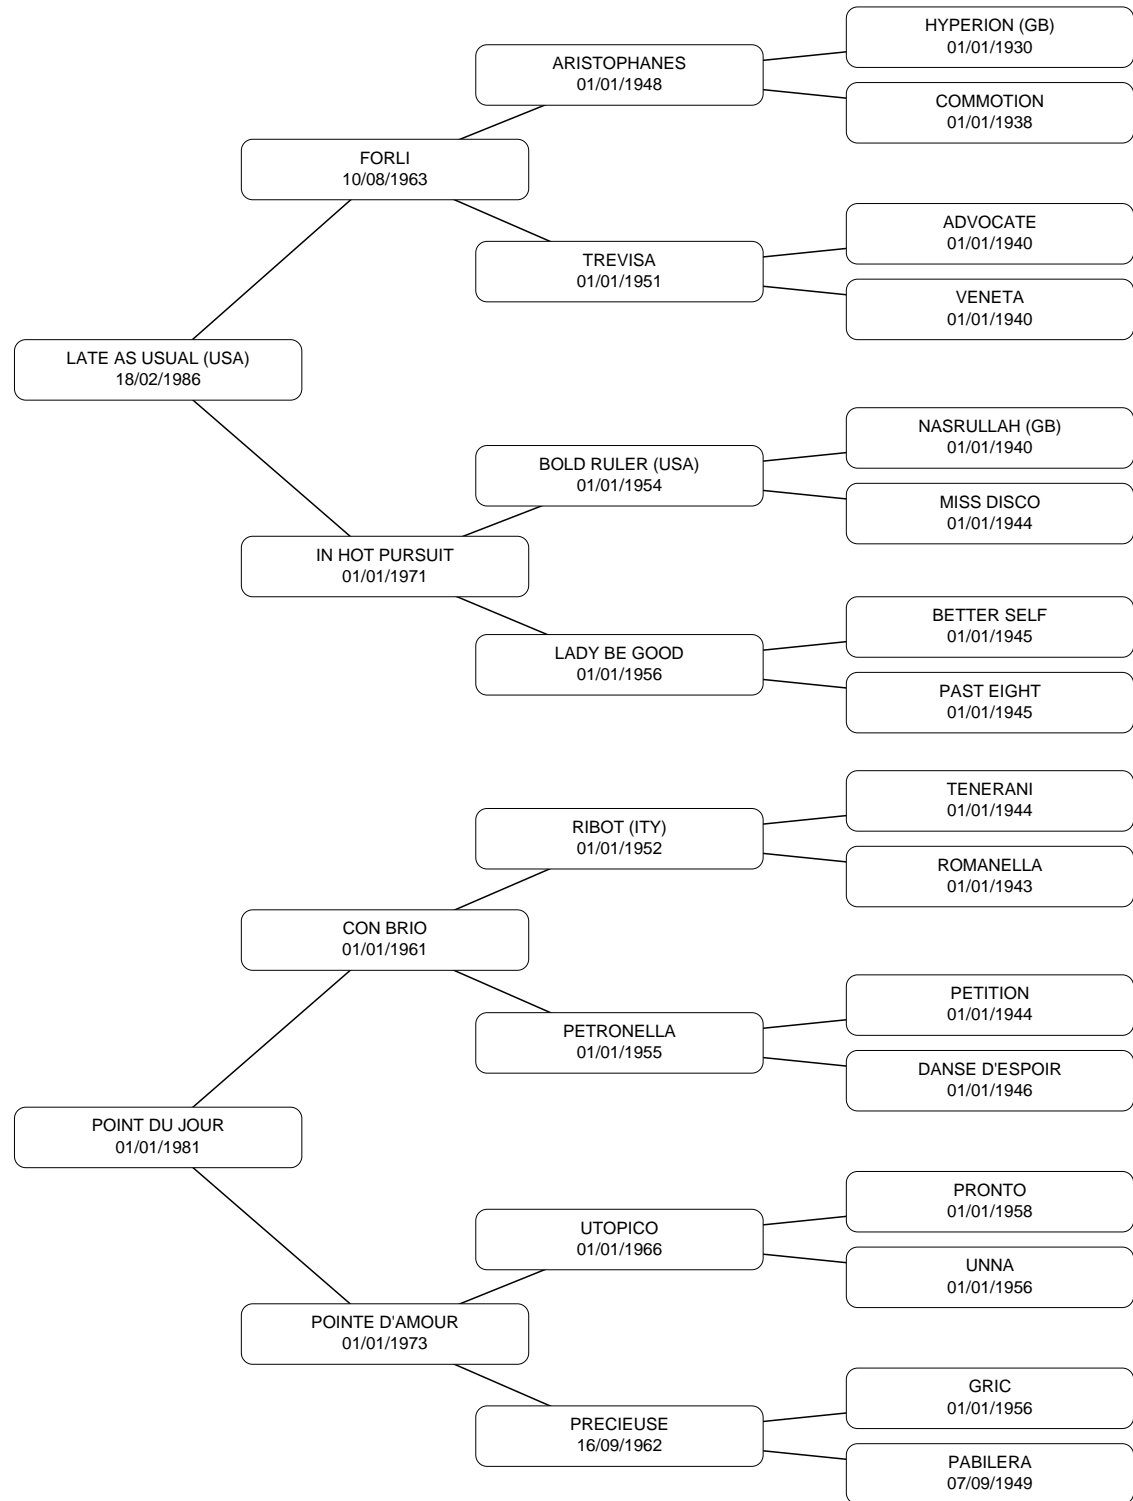 HYPERION (GB)
01/01/1930
ARISTOPHANES
01/01/1948
COMMOTION
01/01/1938
FORLI
10/08/1963
ADVOCATE
01/01/1940
TREVISA
01/01/1951
VENETA
01/01/1940
LATE AS USUAL (USA)
18/02/1986
NASRULLAH (GB)
01/01/1940
BOLD RULER (USA)
01/01/1954
MISS DISCO
01/01/1944
IN HOT PURSUIT
01/01/1971
BETTER SELF
01/01/1945
LADY BE GOOD
01/01/1956
PAST EIGHT
01/01/1945
TENERANI
01/01/1944
RIBOT (ITY)
01/01/1952
ROMANELLA
01/01/1943
CON BRIO
01/01/1961
PETITION
01/01/1944
PETRONELLA
01/01/1955
DANSE D'ESPOIR
01/01/1946
POINT DU JOUR
01/01/1981
PRONTO
01/01/1958
UTOPICO
01/01/1966
UNNA
01/01/1956
POINTE D'AMOUR
01/01/1973
GRIC
01/01/1956
PRECIEUSE
16/09/1962
PABILERA
07/09/1949